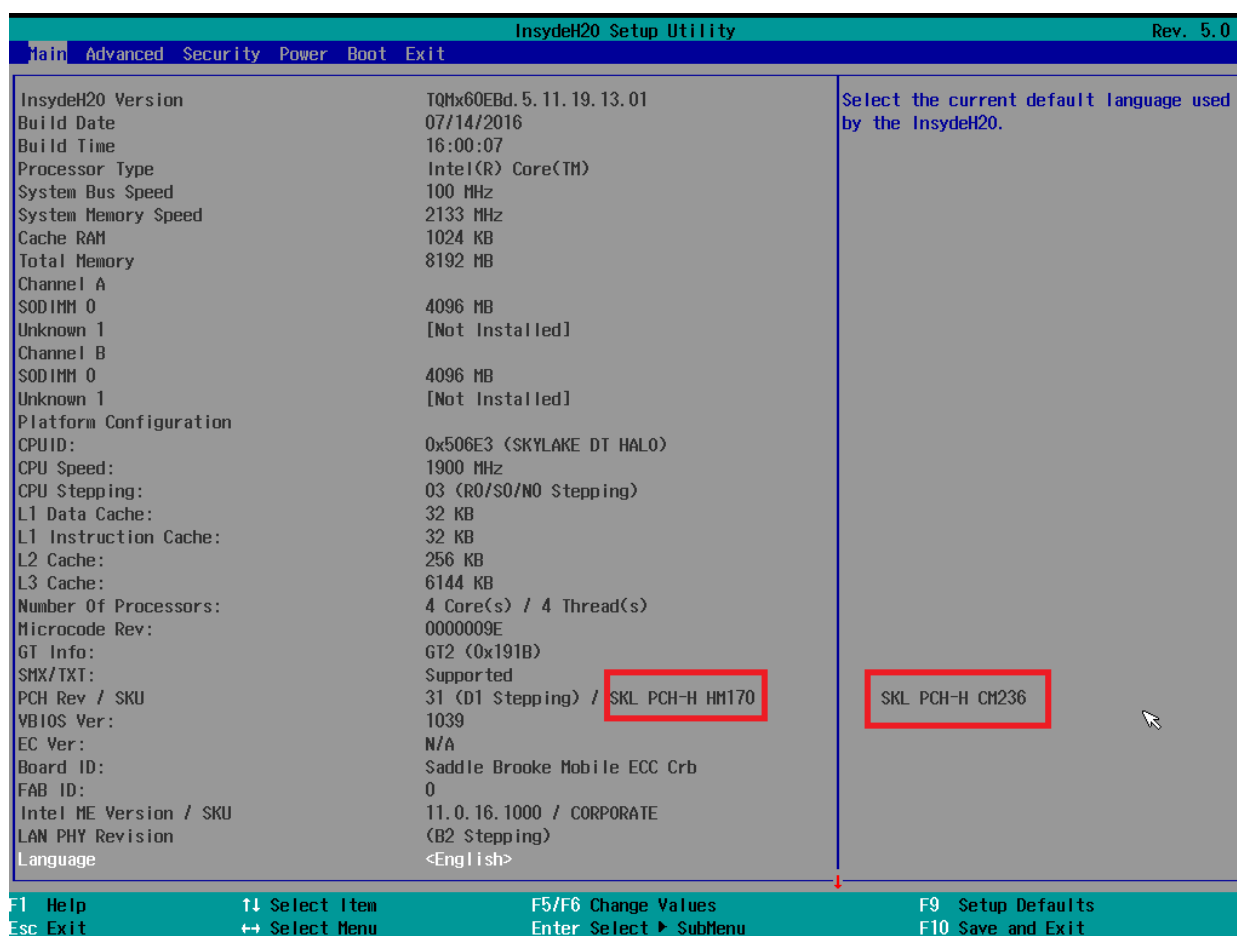 InsydeH20 Setup Utility Rev. 5.0
Main Advanced Security Power Boot Exit
InsydeH20 Version TQMx60EBd.5.11.19.13.01 Select the current default language used
Build Date 07/14/2016 by the InsydeH20.
Build Time 16:00:07
Processor Type Intel(R) Core(TM)
System Bus Speed 100 MHz
System Memory Speed 2133 MHz
Cache RAM 1024 KB
Total Memory 8192 MB
Channel A
SODIMM 0 4096 MB
Unknown 1 [Not Installed]
Channel B
SODIMM 0 4096 MB
Unknown 1 [Not Installed]
Platform Configuration
CPUID: 0x506E3 (SKYLAKE DT HALO)
CPU Speed: 1900 MHz
CPU Stepping: 03 (R0/S0/N0 Stepping)
L1 Data Cache: 32 KB
L1 Instruction Cache: 32 KB
L2 Cache: 256 KB
L3 Cache: 6144 KB
Number Of Processors: 4 Core(s) / 4 Thread(s)
Microcode Rev: 0000009E
GT Info: GT2 (0x191B)
SMX/TXT: Supported
PCH Rev / SKU 31 (D1 Stepping) / SKL PCH-H HM170 SKL PCH-H CM236
VBIOS Ver: 1039
EC Ver: N/A
Board ID: Saddle Brooke Mobile ECC Crb
FAB ID: 0
Intel ME Version / SKU 11.0.16.1000 / CORPORATE
LAN PHY Revision (B2 Stepping)
Language <English>
F1 Help ↑↓ Select Item F5/F6 Change Values F9 Setup Defaults
Esc Exit ↔ Select Menu Enter Select ▶ SubMenu F10 Save and Exit